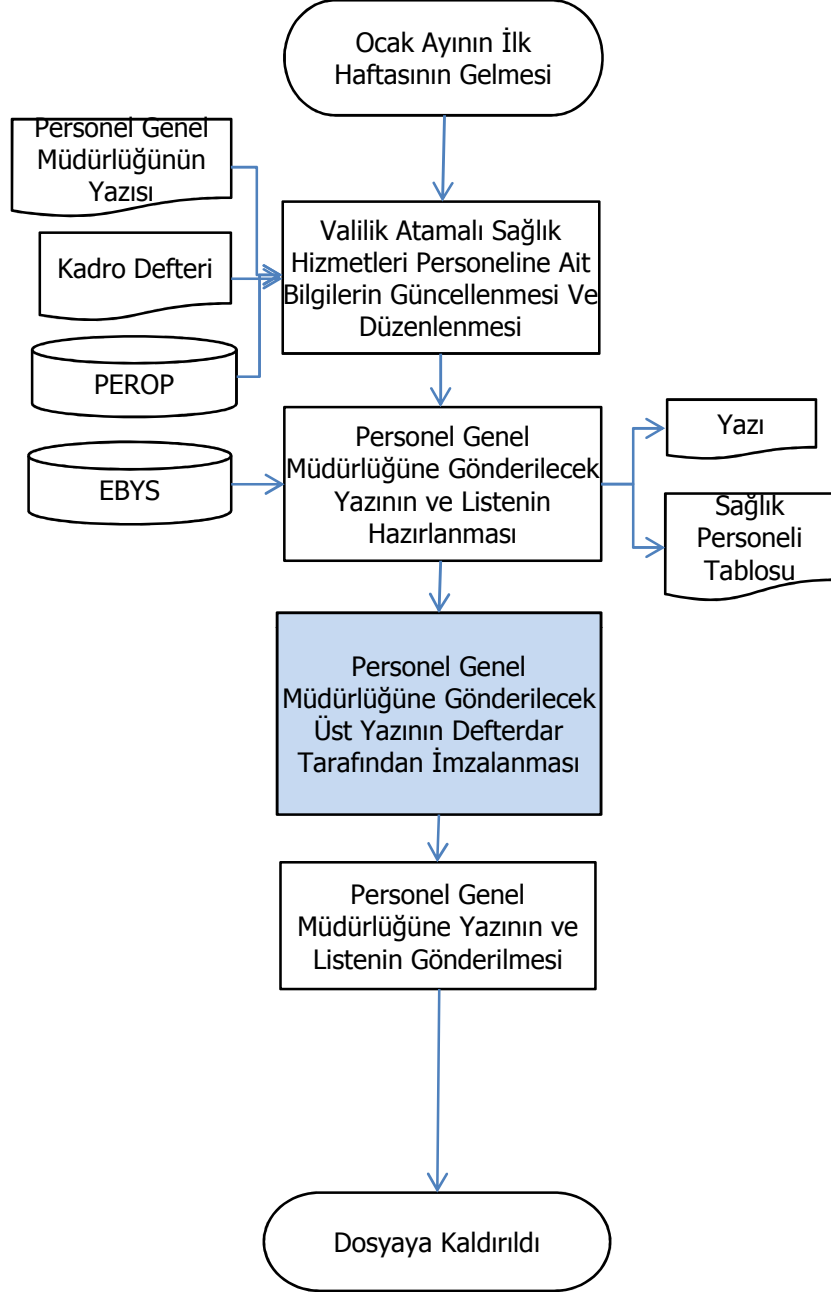 Ocak Ayının İlk
Haftasının Gelmesi
Personel Genel
Müdürlüğünün
Yazısı
Kadro Defteri
PEROP
Valilik Atamalı Sağlık
Hizmetleri Personeline Ait
Bilgilerin Güncellenmesi Ve
Düzenlenmesi
EBYS
Personel Genel
Müdürlüğüne Gönderilecek
Yazının ve Listenin
Hazırlanması
Yazı
Sağlık
Personeli
Tablosu
Personel Genel
Müdürlüğüne Gönderilecek
Üst Yazının Defterdar
Tarafından İmzalanması
Personel Genel
Müdürlüğüne Yazının ve
Listenin Gönderilmesi
Dosyaya Kaldırıldı